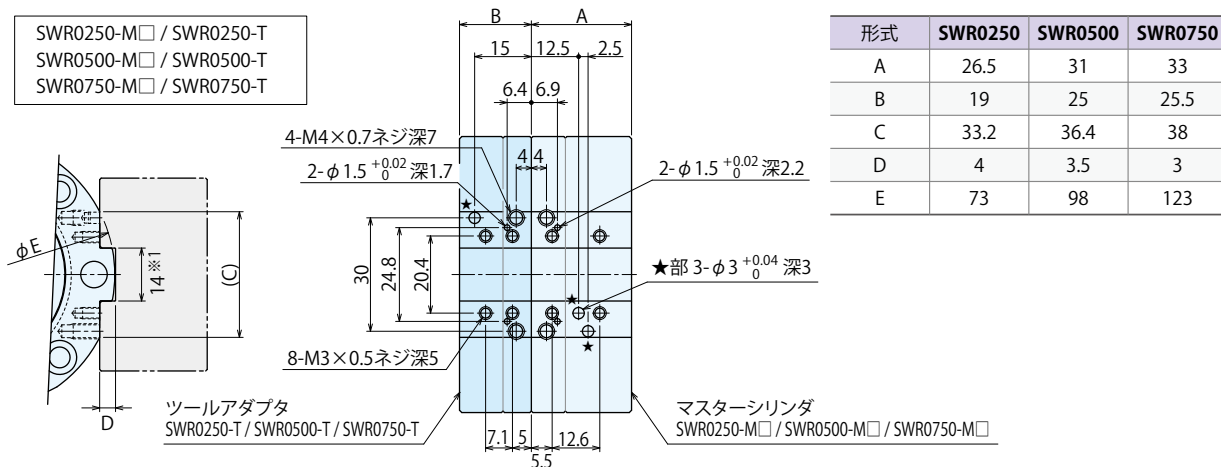 SWR0250-M□ / SWR0250-T
SWR0500-M□ / SWR0500-T
SWR0750-M□ / SWR0750-T
B A
15 12.5 2.5
6.4 6.9
4-M4×0.7ネジ深7
4 4
2-φ1.5 +0.02 0 深1.7
2-φ1.5 +0.02 0 深2.2
★
φE
14 ※1
(C)
30
24.8
20.4
★部 3-φ3 +0.04 0 深3
★
★
8-M3×0.5ネジ深5
D
ツールアダプタ
SWR0250-T / SWR0500-T / SWR0750-T
マスターシリンダ
SWR0250-M□ / SWR0500-M□ / SWR0750-M□
7.1 5 12.6
5.5
形式 SWR0250 SWR0500 SWR0750
A 26.5 31 33
B 19 25 25.5
C 33.2 36.4 38
D 4 3.5 3
E 73 98 123